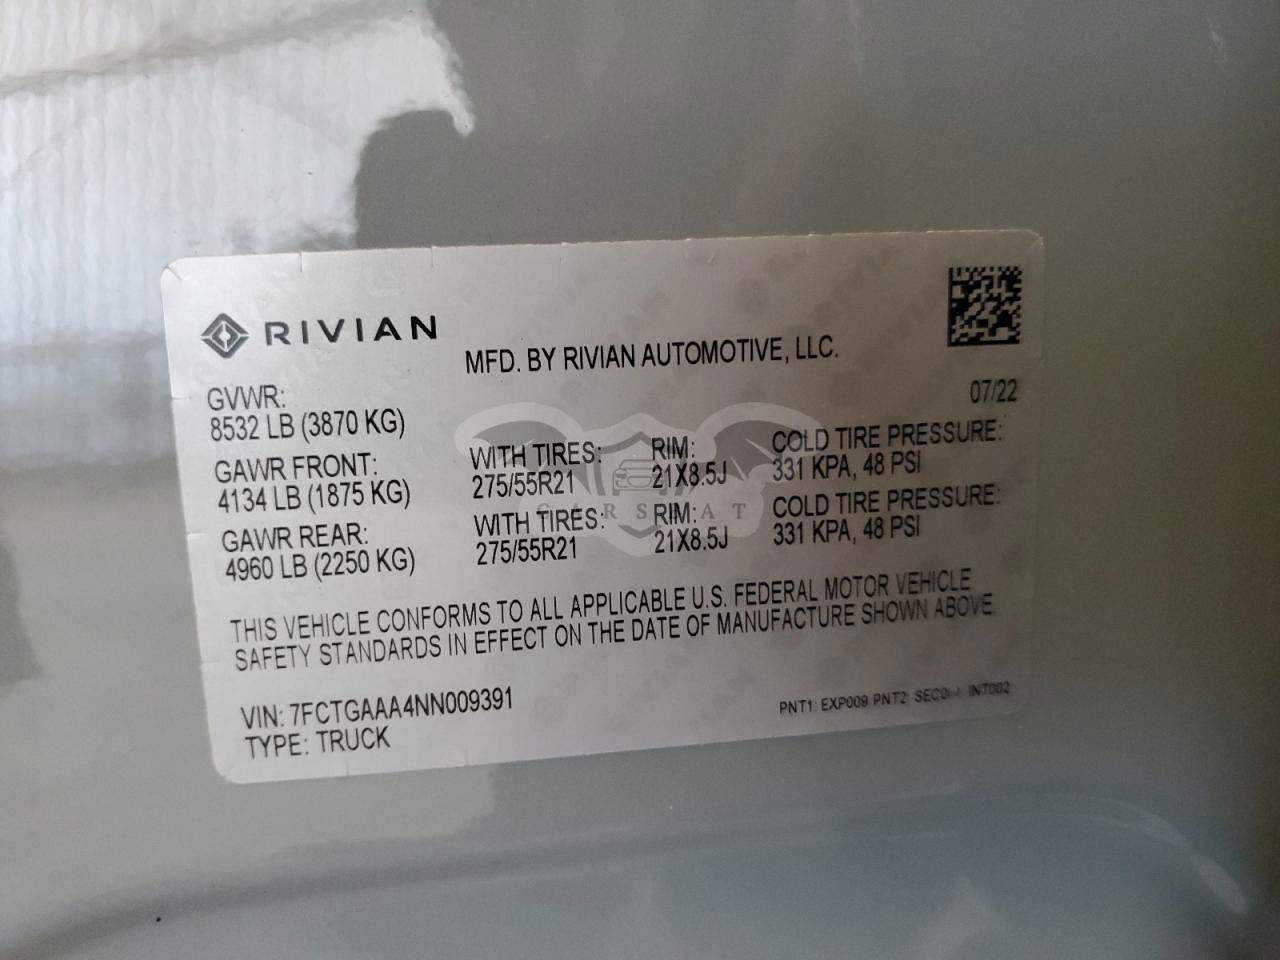 RIVIAN
MFD. BY RIVIAN AUTOMOTIVE, LLC.
07/22
GVWR:
8532 LB (3870 KG)
GAWR FRONT: WITH TIRES: RIM: COLD TIRE PRESSURE:
4134 LB (1875 KG) 275/55R21 21X8.5J 331 KPA, 48 PSI
GAWR REAR: WITH TIRES: RIM: COLD TIRE PRESSURE:
4960 LB (2250 KG) 275/55R21 21X8.5J 331 KPA, 48 PSI
THIS VEHICLE CONFORMS TO ALL APPLICABLE U.S. FEDERAL MOTOR VEHICLE
SAFETY STANDARDS IN EFFECT ON THE DATE OF MANUFACTURE SHOWN ABOVE.
VIN: 7FCTGAAA4NN009391
TYPE: TRUCK
PNT1: EXP009 PNT2: INT002